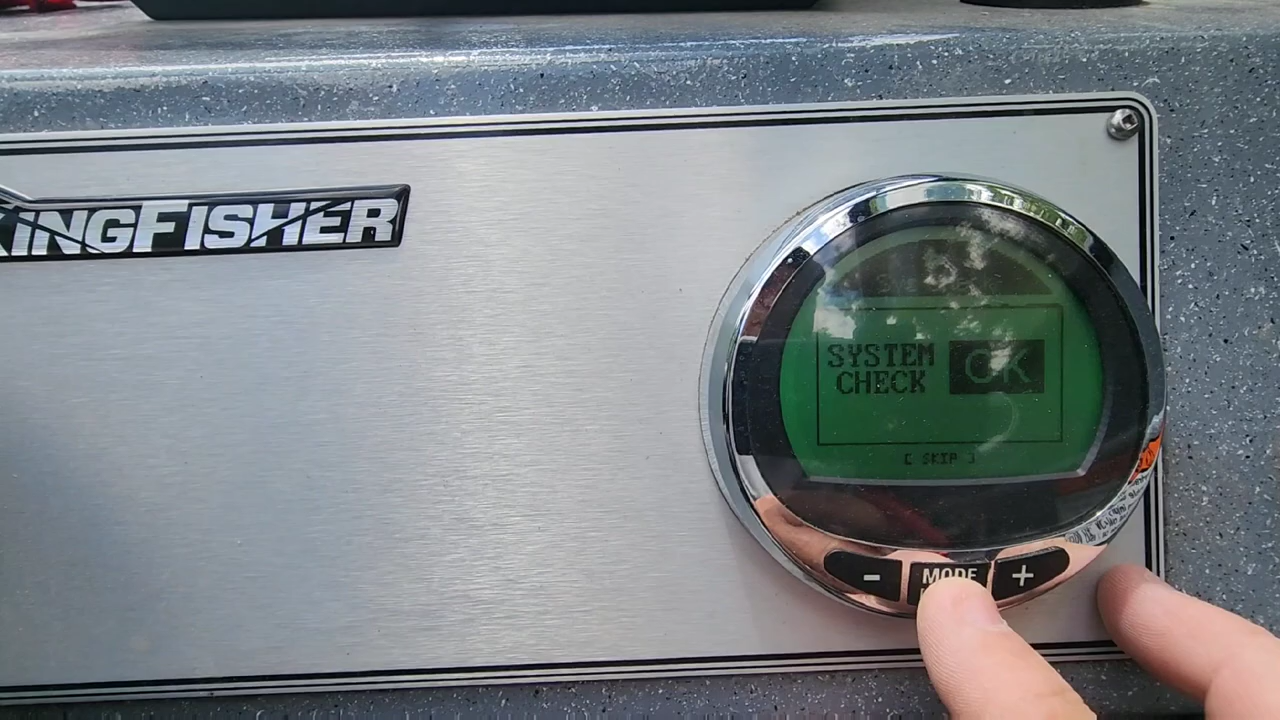 KINGFISHER
SYSTEM
CHECK
OK
[ SKIP ]
-
MODE
+